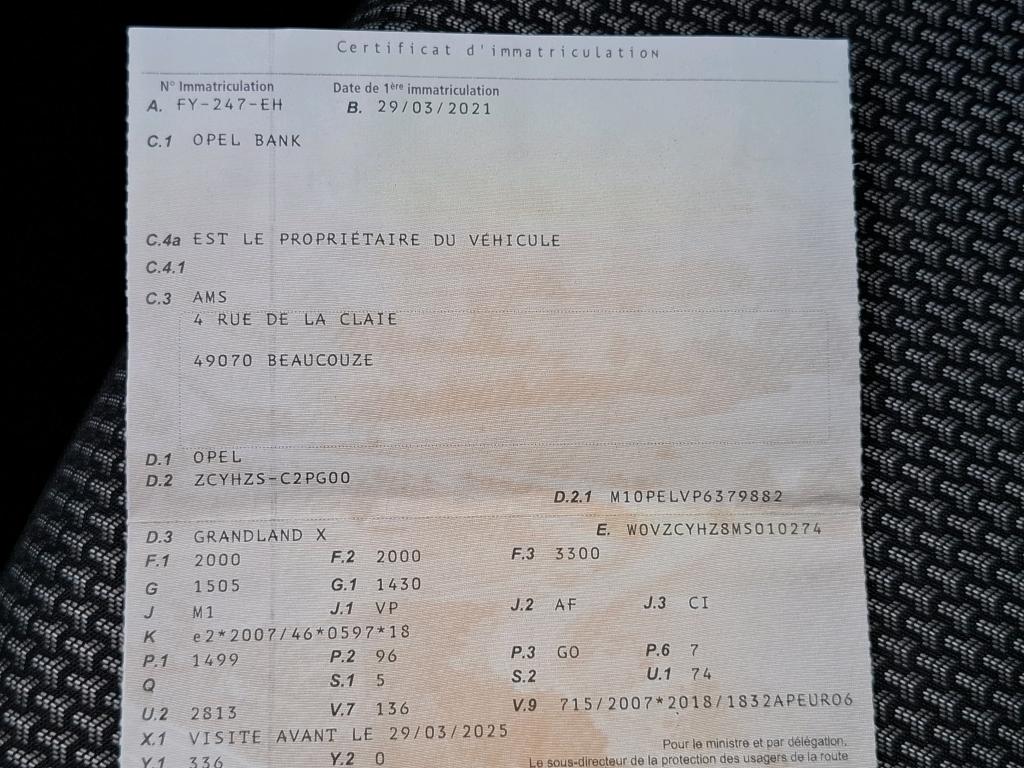 Certificat d'immatriculation
N° Immatriculation Date de 1ère immatriculation
A. FY-247-EH B. 29/03/2021
C.1 OPEL BANK
C.4a EST LE PROPRIÉTAIRE DU VÉHICULE
C.4.1
C.3 AMS
4 RUE DE LA CLAIE
49070 BEAUCOUZE
D.1 OPEL
D.2 ZCYHZS-C2PG00
D.2.1 M10PELVP6379882
D.3 GRANDLAND X E. W0VZCYHZ8MS010274
F.1 2000 F.2 2000 F.3 3300
G 1505 G.1 1430
J M1 J.1 VP J.2 AF J.3 CI
K e2*2007/46*0597*18
P.1 1499 P.2 96 P.3 GO P.6 7
Q S.1 5 S.2 U.1 74
U.2 2813 V.7 136 V.9 715/2007*2018/1832APEURO6
X.1 VISITE AVANT LE 29/03/2025
Pour le ministre et par délégation,
Y.1 336 Y.2 0 Le sous-directeur de la protection des usagers de la route